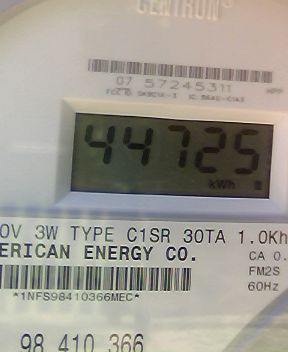 CENTRON®
07 57245311
44725
kWh
0V 3W TYPE C1SR 30TA 1.0Kh
ERICAN ENERGY CO.
CA 0.
FM2S
60Hz
*1NFS98410366MEC*
98 410 366